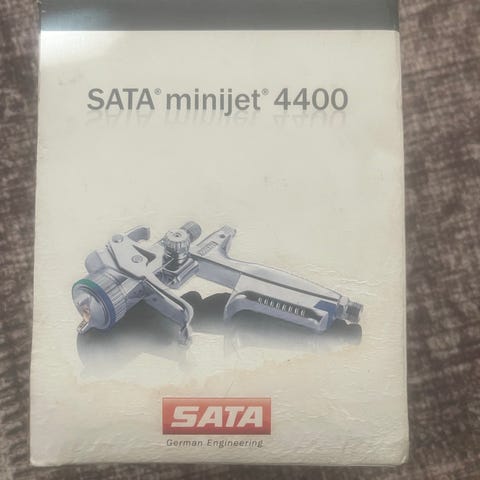 SATA® minijet® 4400
SATA
German Engineering